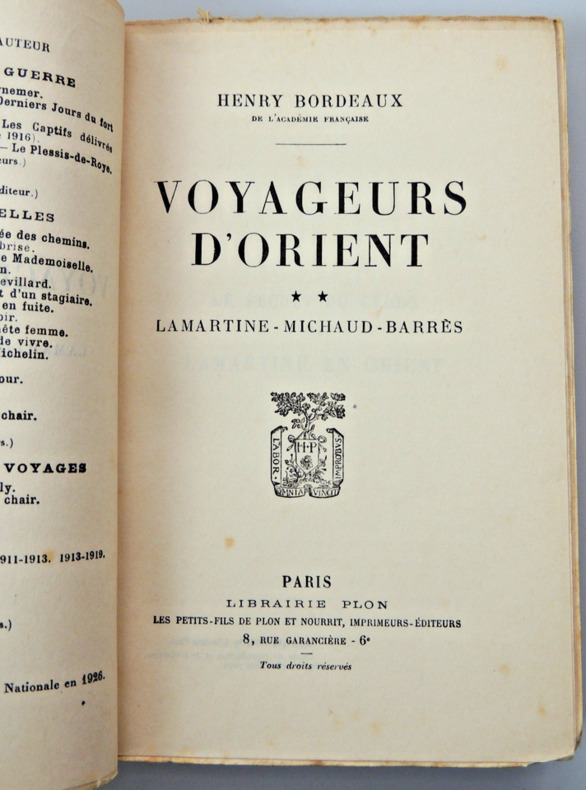 AUTEUR
GUERRE
Derniers Jours du fort
Les Captifs délivrés
1916).
— Le Plessis-de-Roye.
diteur.)
ELLES
ée des chemins.
brise.
e Mademoiselle.
evillard.
t d'un stagiaire.
en fuite.
oir.
ête femme.
de vivre.
ichelin.
our.
chair.
s.)
VOYAGES
ly.
chair.
911-1913. 1913-1919.
s.)
Nationale en 1926.
HENRY BORDEAUX
DE L'ACADÉMIE FRANÇAISE
VOYAGEURS
D'ORIENT
★ ★
LAMARTINE - MICHAUD - BARRÈS
LABOR
H·P
IMPROBUS
OMNIA VINCIT
PARIS
LIBRAIRIE PLON
LES PETITS-FILS DE PLON ET NOURRIT, IMPRIMEURS-ÉDITEURS
8, RUE GARANCIÈRE - 6e
Tous droits réservés